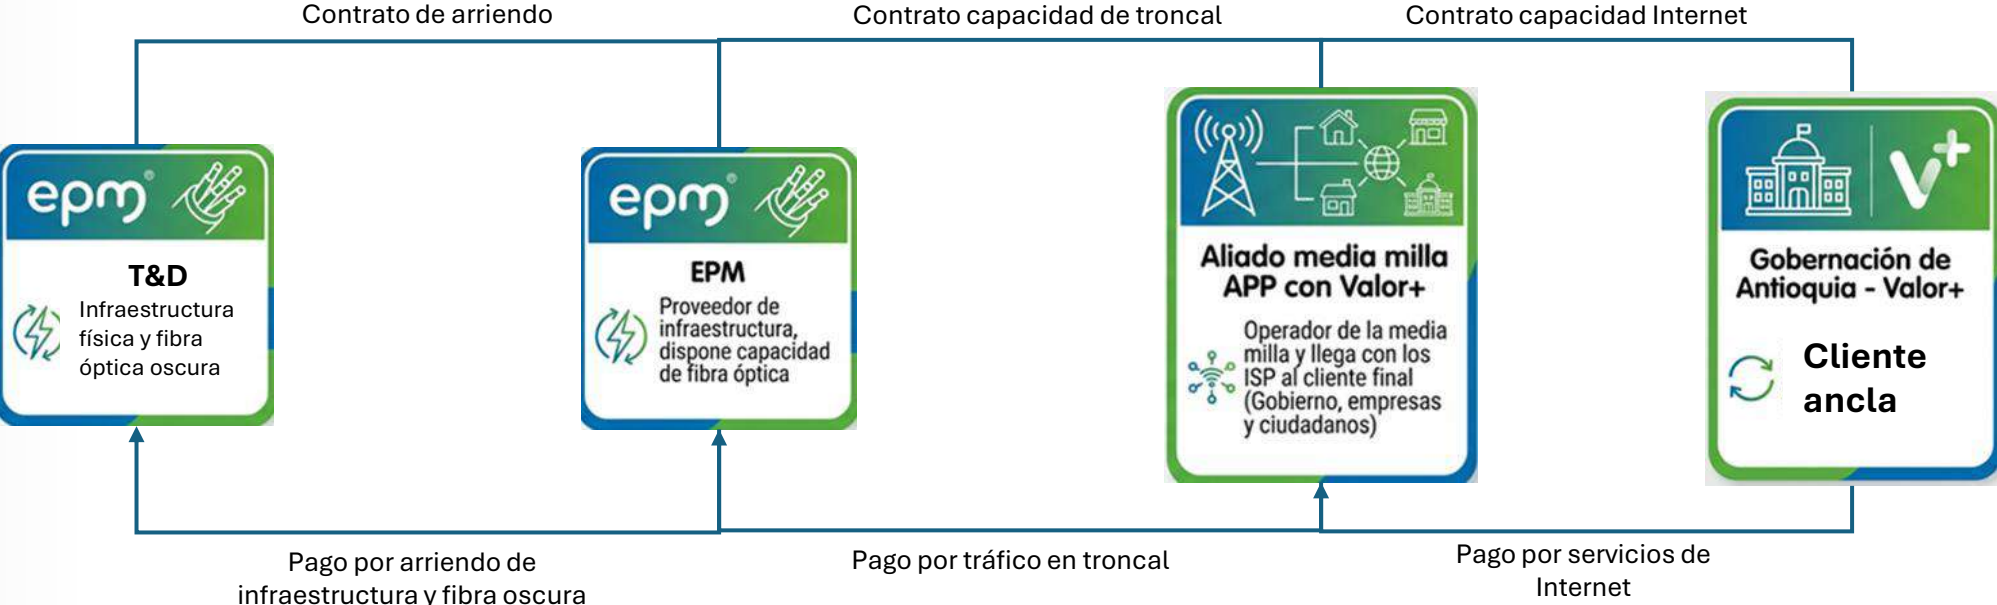 Contrato de arriendo
Contrato capacidad de troncal
Contrato capacidad Internet
epm®
T&D
Infraestructura
física y fibra
óptica oscura
epm®
EPM
Proveedor de
infraestructura,
dispone capacidad
de fibra óptica
Aliado media milla
APP con Valor+
Operador de la media
milla y llega con los
ISP al cliente final
(Gobierno, empresas
y ciudadanos)
V+
Gobernación de
Antioquia - Valor+
Cliente
ancla
Pago por arriendo de
infraestructura y fibra oscura
Pago por tráfico en troncal
Pago por servicios de
Internet